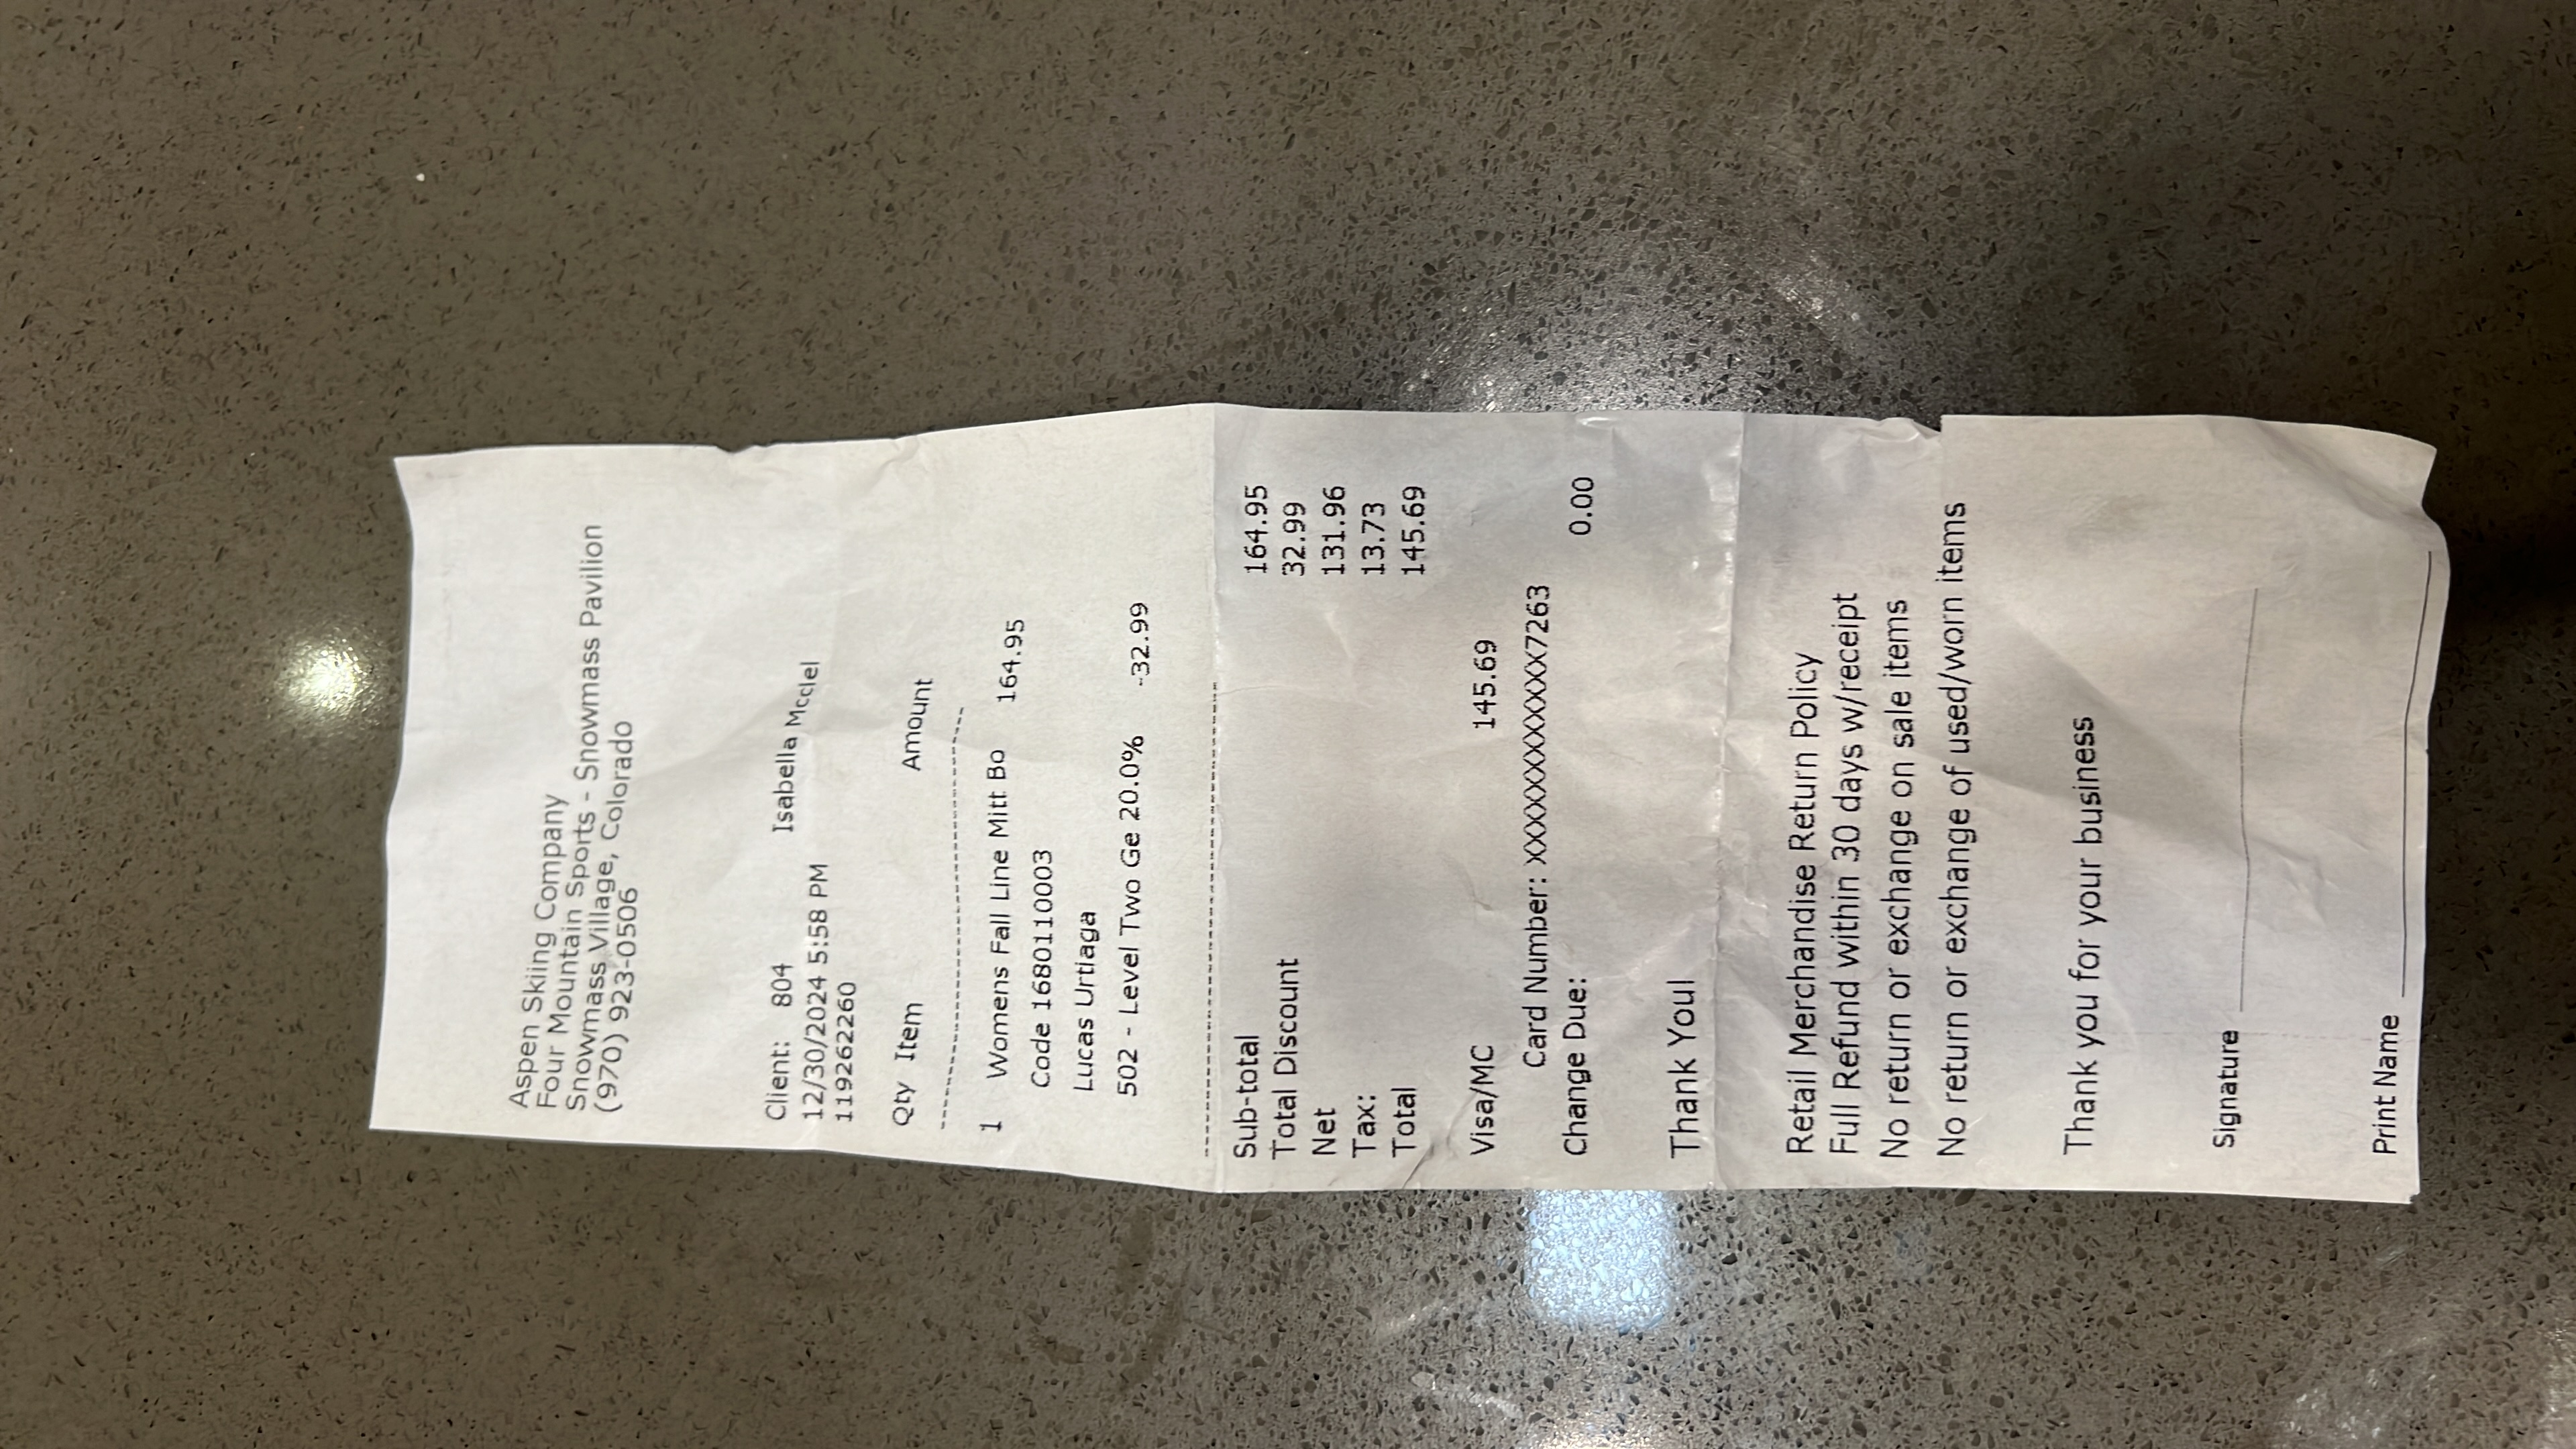 Aspen Skiing Company
Four Mountain Sports - Snowmass Pavilion
Snowmass Village, Colorado
(970) 923-0506
Client: 804 Isabella Mcclel
12/30/2024 5:58 PM
119262260
Qty Item Amount
1 Womens Fall Line Mitt Bo 164.95
Code 1680110003
Lucas Urtiaga
502 - Level Two Ge 20.0% -32.99
Sub-total 164.95
Total Discount 32.99
Net 131.96
Tax: 13.73
Total 145.69
Visa/MC 145.69
Card Number: XXXXXXXXXXXX7263
Change Due: 0.00
Thank You!
Retail Merchandise Return Policy
Full Refund within 30 days w/receipt
No return or exchange on sale items
No return or exchange of used/worn items
Thank you for your business
Signature
Print Name